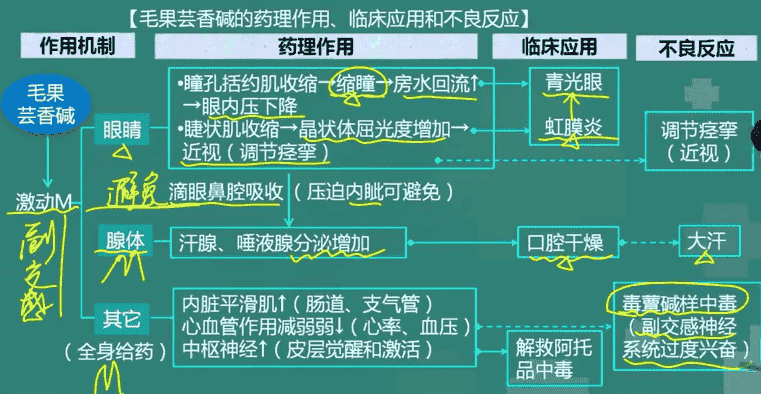 【毛果芸香碱的药理作用、临床应用和不良反应】
作用机制 药理作用 临床应用 不良反应
毛果
芸香碱
激动M
副交感
眼睛
•瞳孔括约肌收缩→缩瞳→房水回流↑
→眼内压下降
•睫状肌收缩→晶状体屈光度增加→
近视（调节痉挛）
青光眼
虹膜炎
调节痉挛
（近视）
避免 滴眼鼻腔吸收（压迫内眦可避免）
腺体
M
汗腺、唾液腺分泌增加
口腔干燥
大汗
其它
（全身给药）
M
内脏平滑肌↑（肠道、支气管）
心血管作用减弱弱↓（心率、血压）
中枢神经↑（皮层觉醒和激活）
解救阿托
品中毒
毒蕈碱样中毒
（副交感神经
系统过度兴奋）